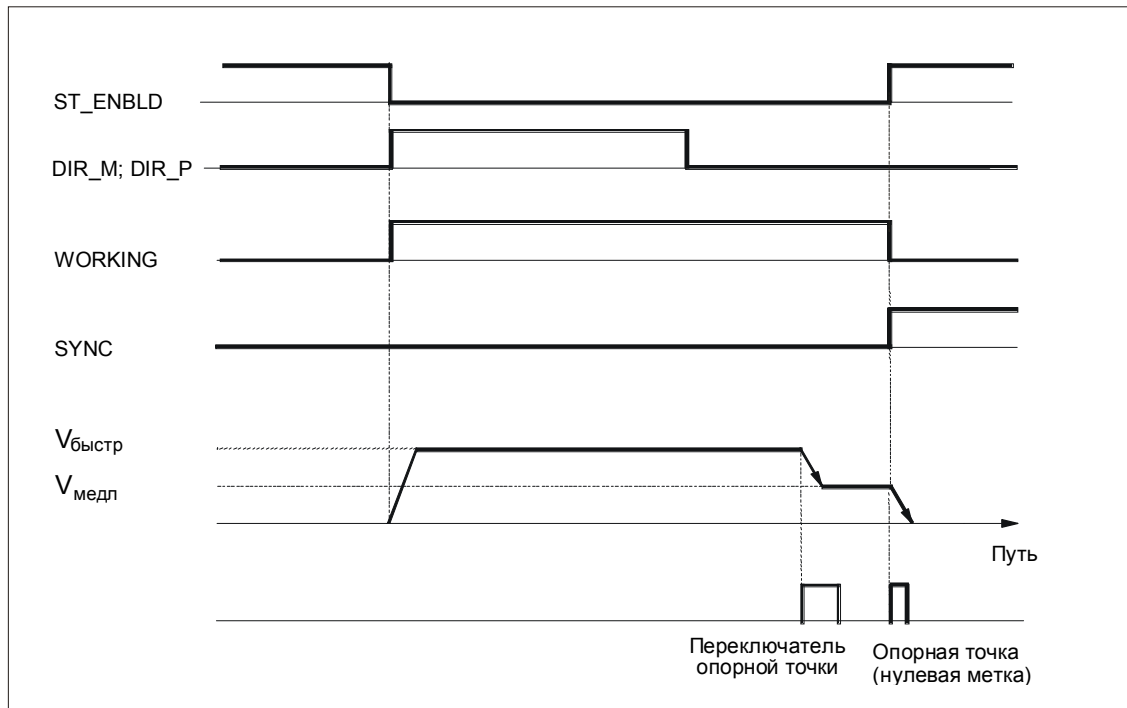 ST_ENBLD
DIR_M; DIR_P
WORKING
SYNC
Vбыстр
Vмедл
Путь
Переключатель
опорной точки
Опорная точка
(нулевая метка)